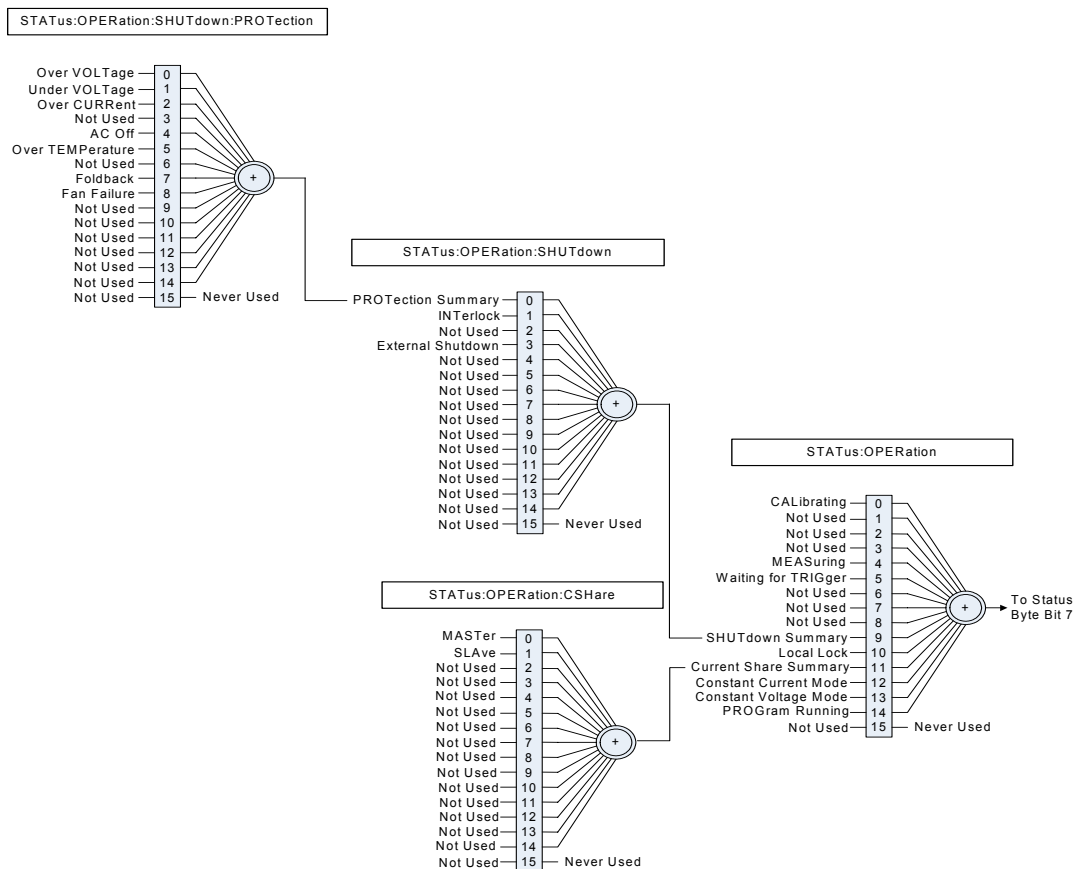 STATus:OPERation:SHUTdown:PROTection
Over VOLTage 0
Under VOLTage 1
Over CURRent 2
Not Used 3
AC Off 4
Over TEMPerature 5
Not Used 6
Foldback 7
Fan Failure 8
Not Used 9
Not Used 10
Not Used 11
Not Used 12
Not Used 13
Not Used 14
Not Used 15 Never Used
+
STATus:OPERation:SHUTdown
PROTection Summary 0
INTerlock 1
Not Used 2
External Shutdown 3
Not Used 4
Not Used 5
Not Used 6
Not Used 7
Not Used 8
Not Used 9
Not Used 10
Not Used 11
Not Used 12
Not Used 13
Not Used 14
Not Used 15 Never Used
+
STATus:OPERation:CSHare
MASTer 0
SLAve 1
Not Used 2
Not Used 3
Not Used 4
Not Used 5
Not Used 6
Not Used 7
Not Used 8
Not Used 9
Not Used 10
Not Used 11
Not Used 12
Not Used 13
Not Used 14
Not Used 15 Never Used
+
STATus:OPERation
CALibrating 0
Not Used 1
Not Used 2
Not Used 3
MEASuring 4
Waiting for TRIGger 5
Not Used 6
Not Used 7
Not Used 8
SHUTdown Summary 9
Local Lock 10
Current Share Summary 11
Constant Current Mode 12
Constant Voltage Mode 13
PROGram Running 14
Not Used 15 Never Used
+
To Status
Byte Bit 7